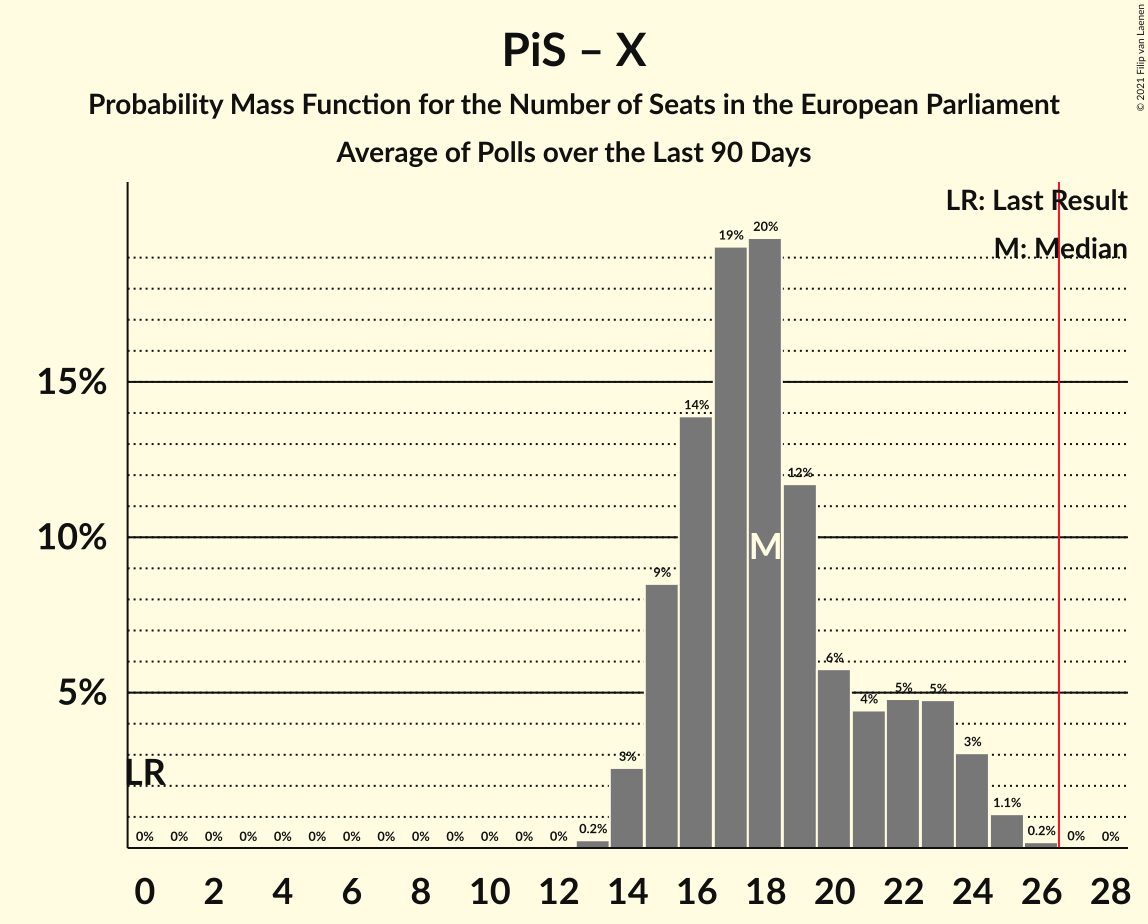 PiS – X
Probability Mass Function for the Number of Seats in the European Parliament
Average of Polls over the Last 90 Days
© 2021 Filip van Laenen
LR: Last Result
M: Median
19% 20%
15%
14%
12%
10%
M
9%
6%
5%
4% 5% 5%
3% 3%
LR
1.1%
0% 0% 0% 0% 0% 0% 0% 0% 0% 0% 0% 0% 0% 0.2% 0.2% 0% 0%
0 2 4 6 8 10 12 14 16 18 20 22 24 26 28